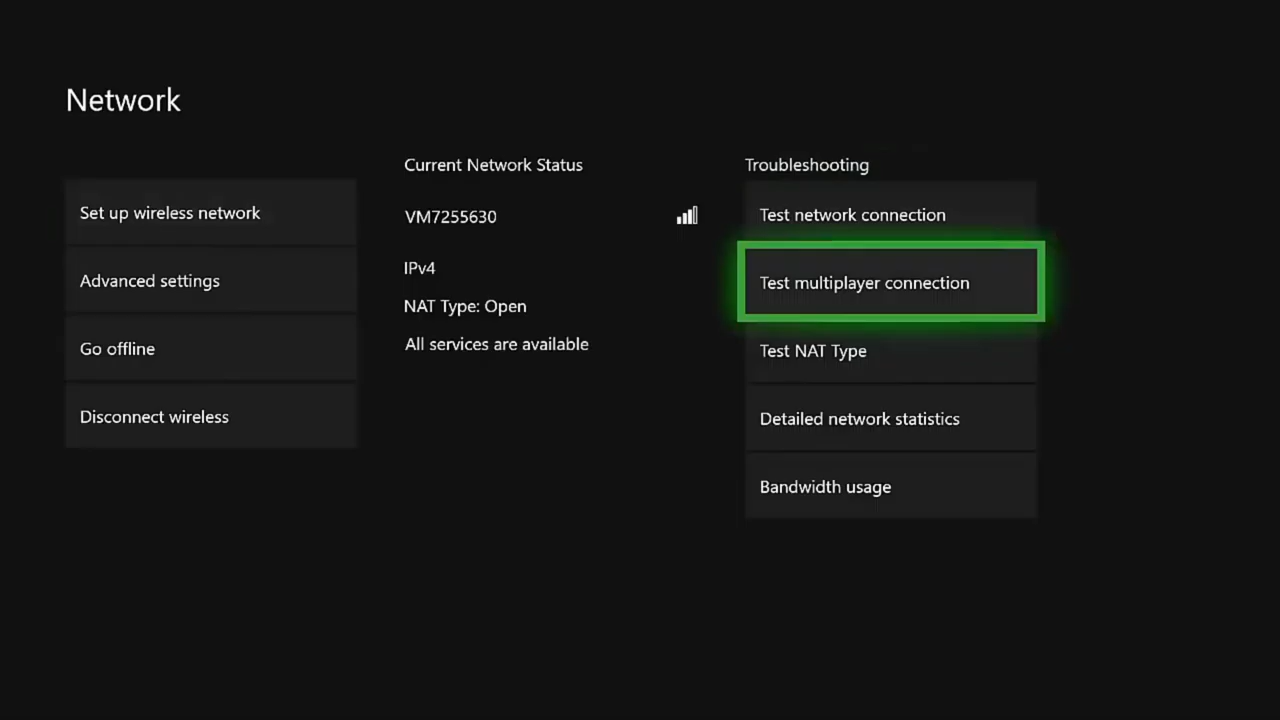 Network
Set up wireless network
Advanced settings
Go offline
Disconnect wireless
Current Network Status
VM7255630
IPv4
NAT Type: Open
All services are available
Troubleshooting
Test network connection
Test multiplayer connection
Test NAT Type
Detailed network statistics
Bandwidth usage